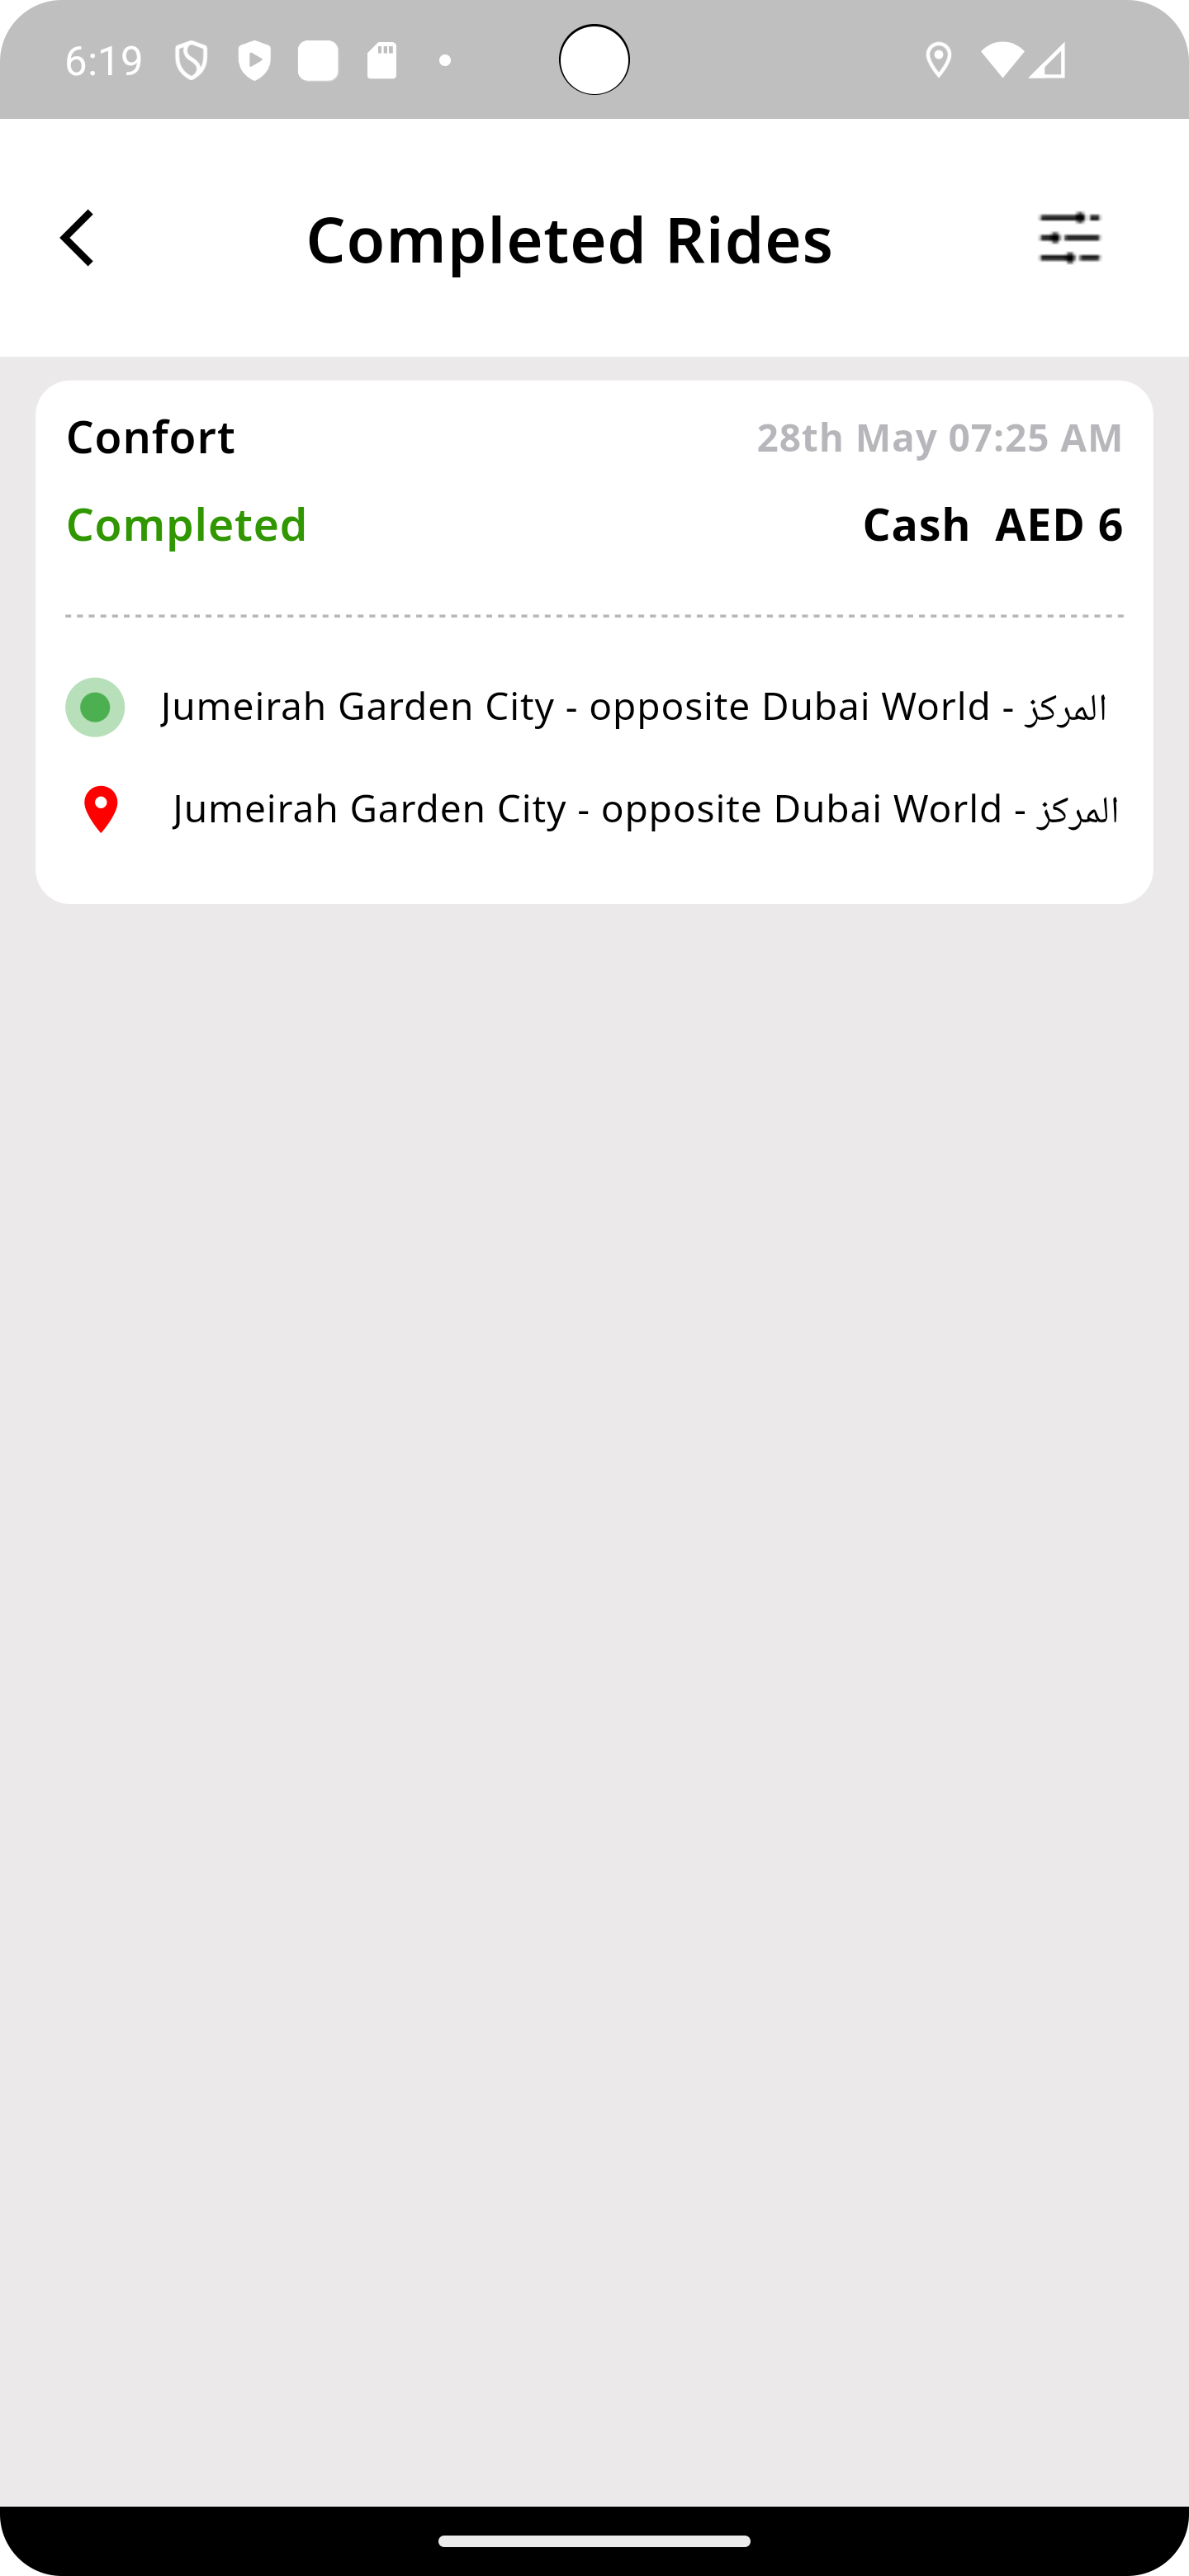 6:19
Completed Rides
Confort
28th May 07:25 AM
Completed
Cash AED 6
Jumeirah Garden City - opposite Dubai World - المركز
Jumeirah Garden City - opposite Dubai World - المركز